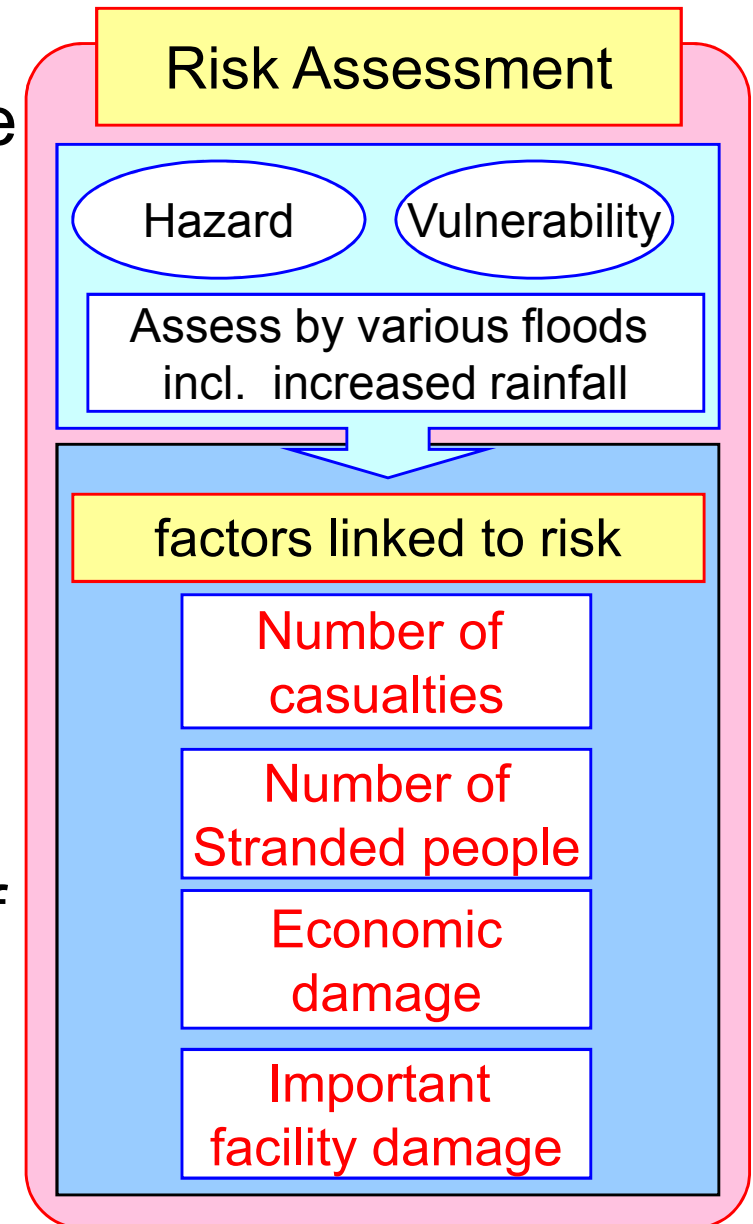 Risk Assessment
e
Hazard
Vulnerability
Assess by various floods
incl. increased rainfall
factors linked to risk
Number of
casualties
Number of
Stranded people
f
Economic
damage
Important
facility damage